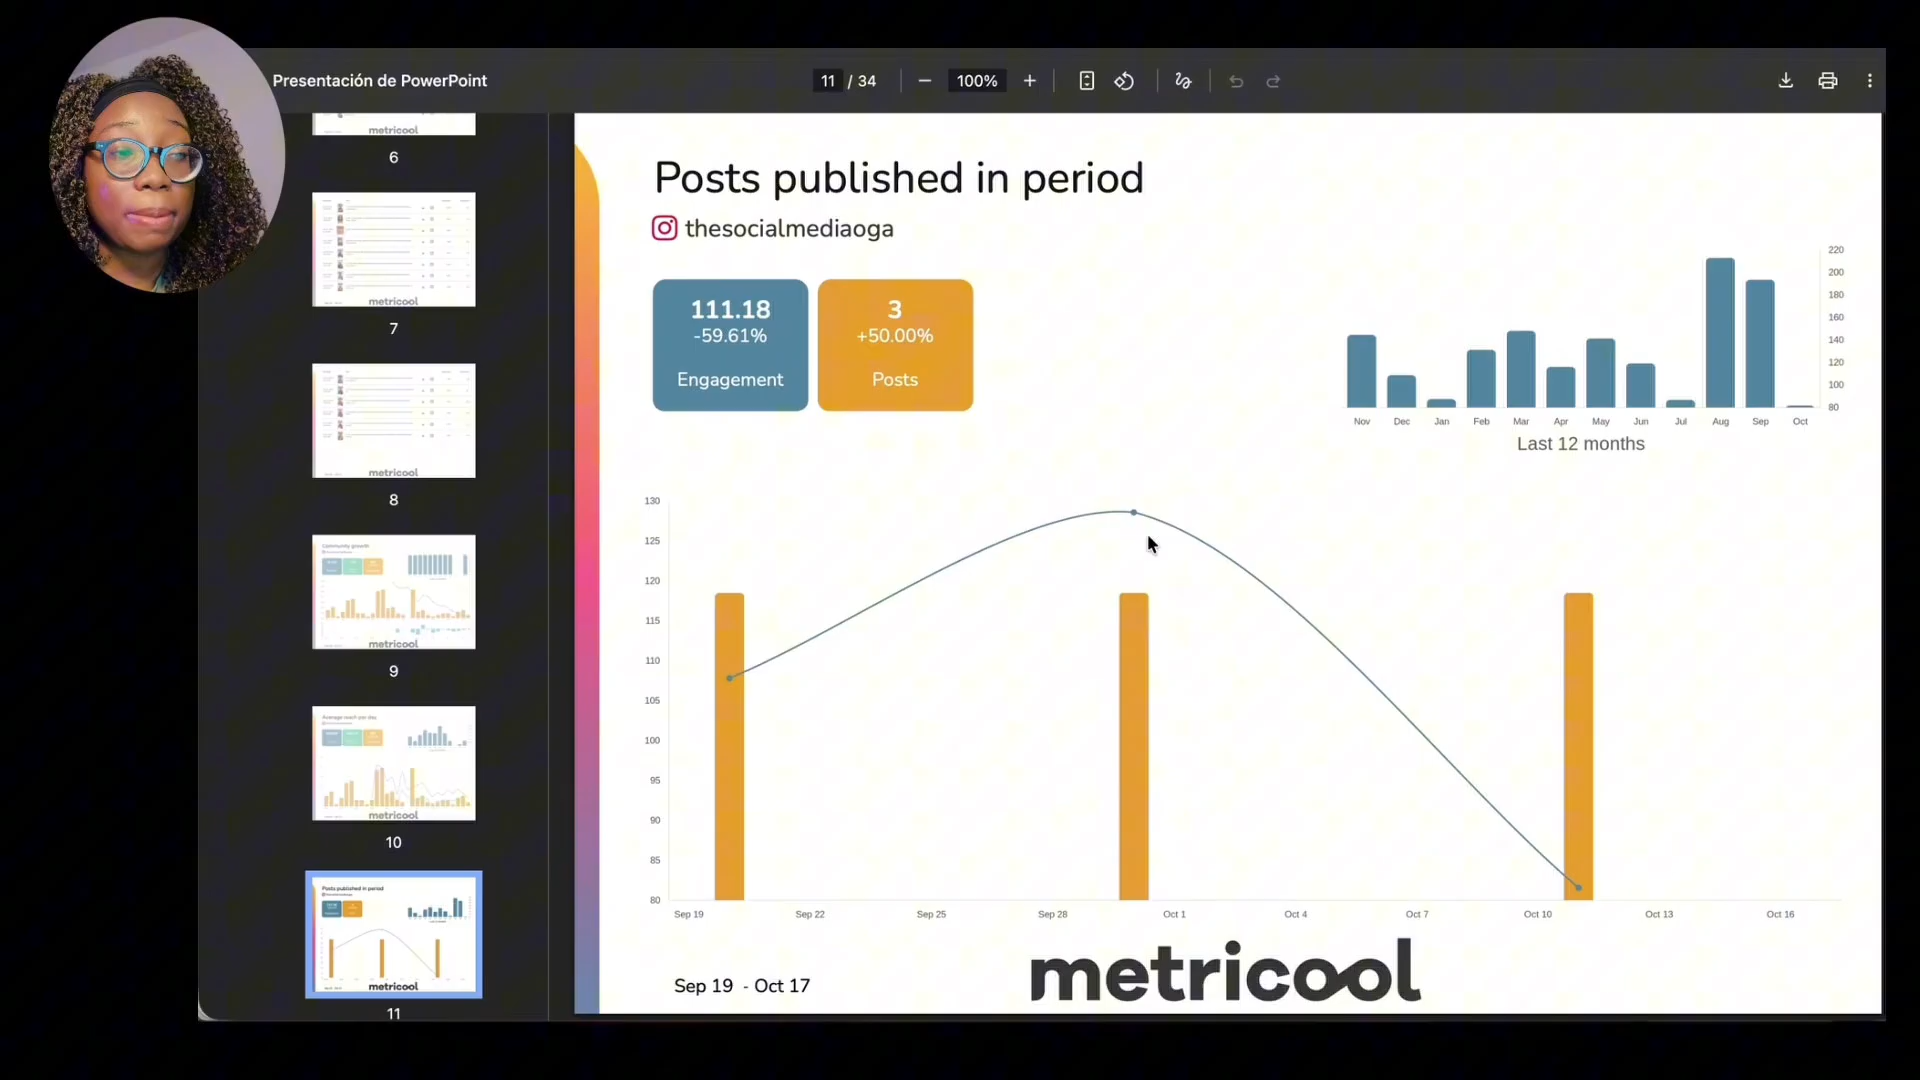 Presentación de PowerPoint
11 / 34
100%
metricool
6
metricool
7
metricool
8
Community growth
metricool
9
Average reach per day
metricool
10
Posts published in period
metricool
11
Posts published in period
thesocialmediaoga
111.18
-59.61%
Engagement
3
+50.00%
Posts
220
200
180
160
140
120
100
80
Nov Dec Jan Feb Mar Apr May Jun Jul Aug Sep Oct
Last 12 months
130
125
120
115
110
105
100
95
90
85
80
Sep 19 Sep 22 Sep 25 Sep 28 Oct 1 Oct 4 Oct 7 Oct 10 Oct 13 Oct 16
Sep 19 - Oct 17
metricool